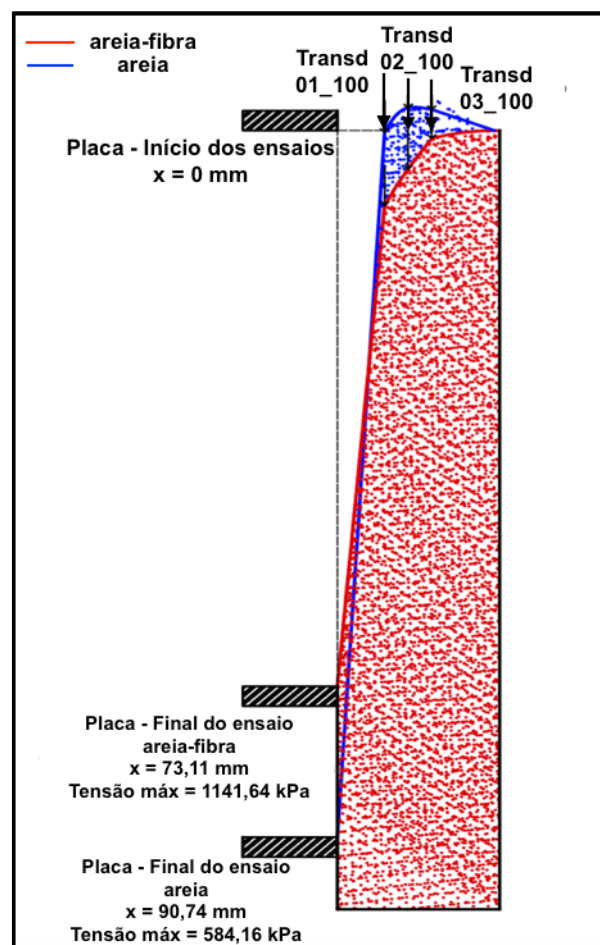 areia-fibra
areia
Transd
01_100
Transd
02_100
Transd
03_100
Placa - Início dos ensaios
x = 0 mm
Placa - Final do ensaio
areia-fibra
x = 73,11 mm
Tensão máx = 1141,64 kPa
Placa - Final do ensaio
areia
x = 90,74 mm
Tensão máx = 584,16 kPa